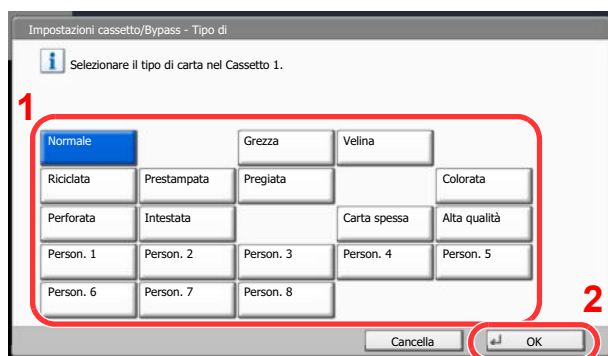 Impostazioni cassetto/Bypass - Tipo di
Selezionare il tipo di carta nel Cassetto 1.
1
Normale Grezza Velina
Riciclata Prestampata Pregiata Colorata
Perforata Intestata Carta spessa Alta qualità
Person. 1 Person. 2 Person. 3 Person. 4 Person. 5
Person. 6 Person. 7 Person. 8
2
Cancella OK